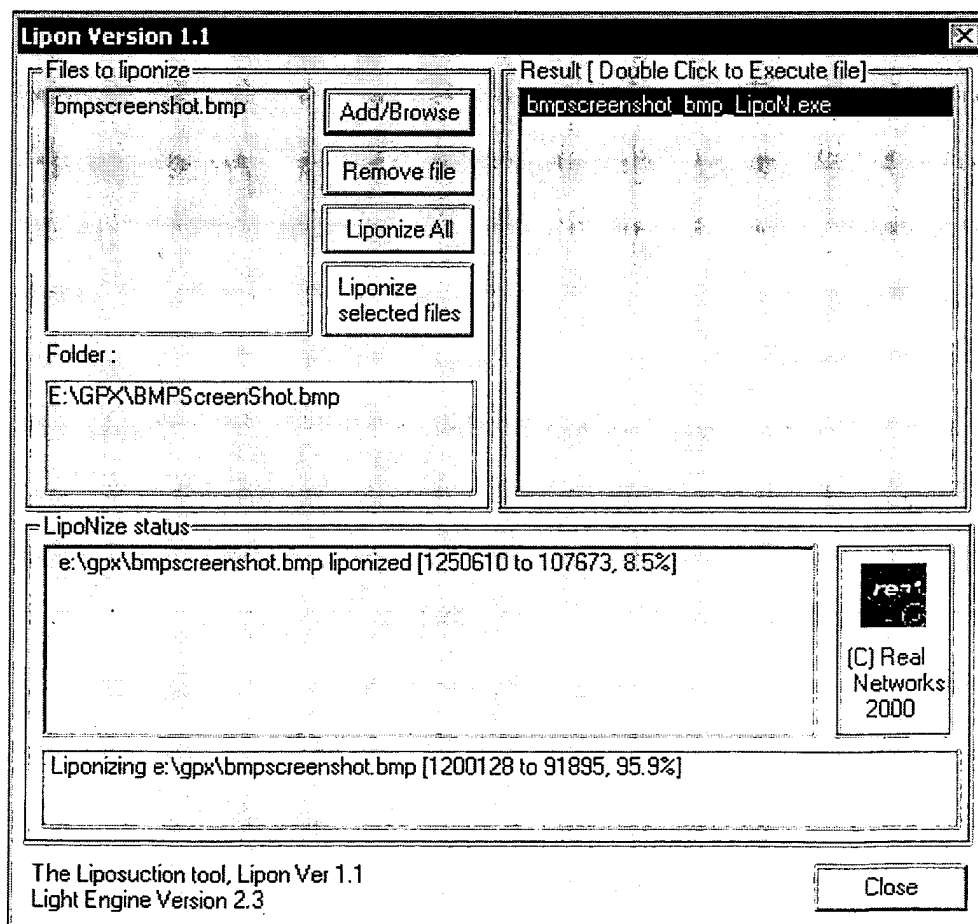 Lipon Version 1.1
Files to liponize
bmpscreenshot.bmp
Add/Browse
Remove file
Liponize All
Liponize
selected files
Folder :
E:\GPX\BMPScreenShot.bmp
Result [ Double Click to Execute file]
bmpscreenshot_bmp_LipoN.exe
LipoNize status
e:\gpx\bmpscreenshot.bmp liponized [1250610 to 107673, 8.5%]
real
(C) Real
Networks
2000
Liponizing e:\gpx\bmpscreenshot.bmp [1200128 to 91895, 95.9%]
The Liposuction tool, Lipon Ver 1.1
Light Engine Version 2.3
Close